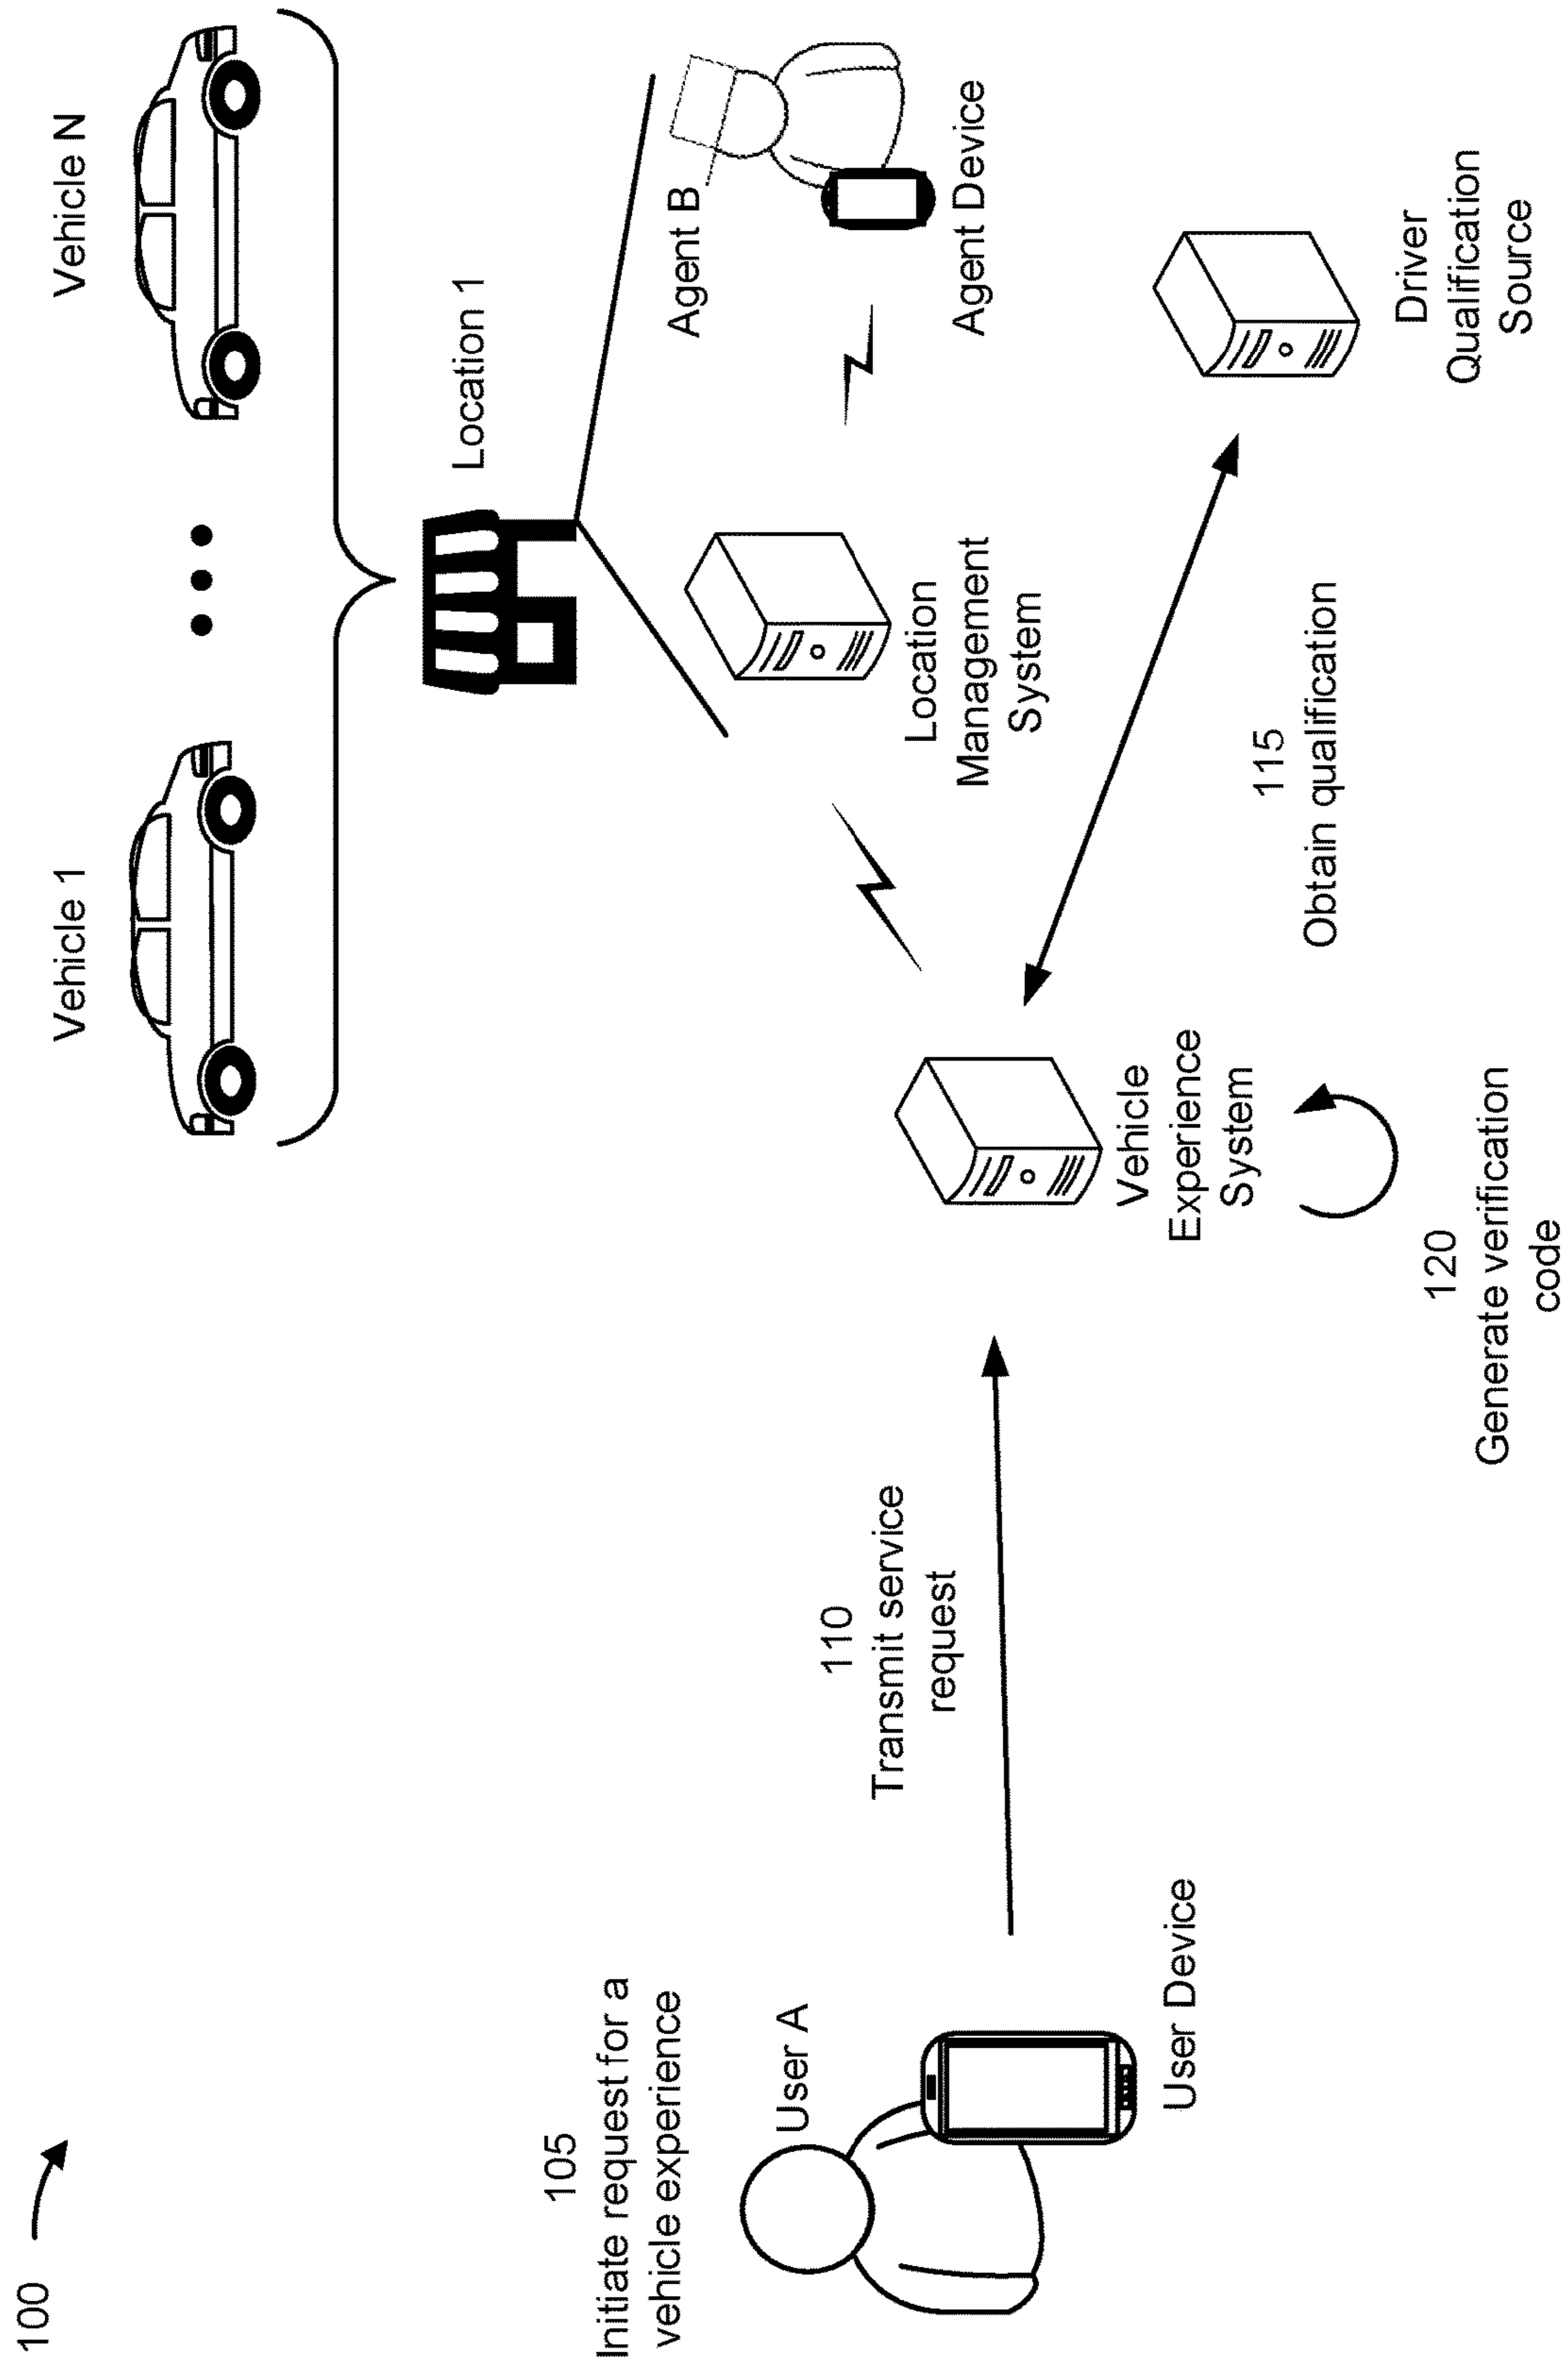 100
105
Initiate request for a
vehicle experience
User A
User Device
110
Transmit service
request
Vehicle
Experience
System
120
Generate verification
code
115
Obtain qualification
Driver
Qualification
Source
Location
Management
System
Agent B
Agent Device
Location 1
Vehicle 1
Vehicle N